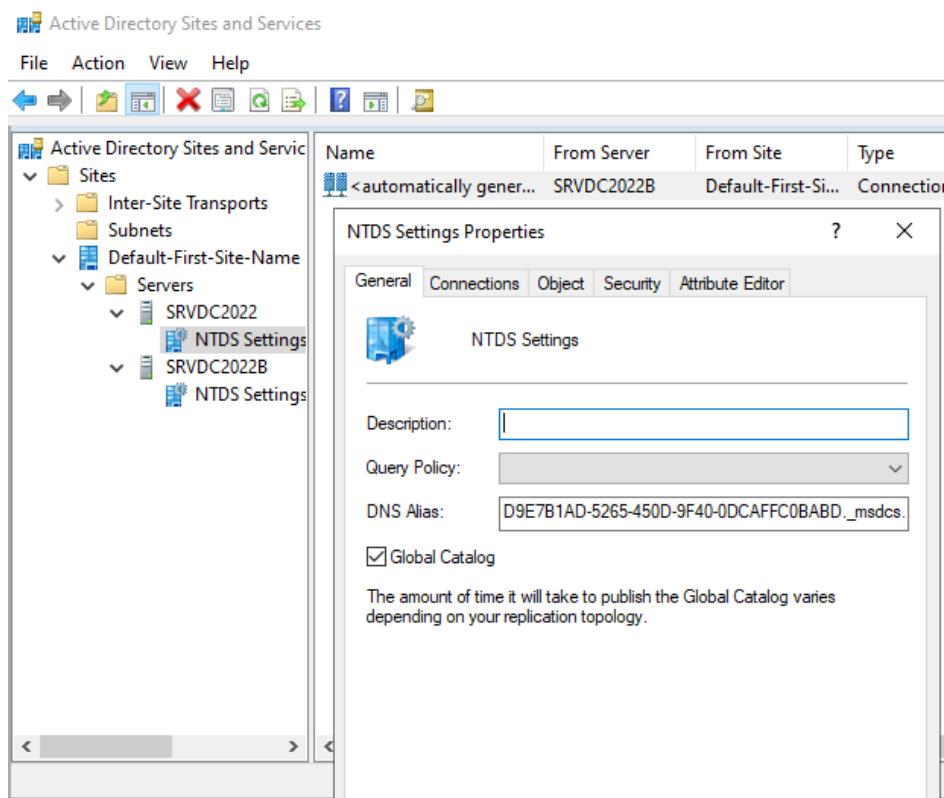 Active Directory Sites and Services
File Action View Help
Active Directory Sites and Servic
Sites
Inter-Site Transports
Subnets
Default-First-Site-Name
Servers
SRVDC2022
NTDS Settings
SRVDC2022B
NTDS Settings
Name From Server From Site Type
<automatically gener... SRVDC2022B Default-First-Si... Connection
NTDS Settings Properties ?
General Connections Object Security Attribute Editor
NTDS Settings
Description:
Query Policy:
DNS Alias: D9E7B1AD-5265-450D-9F40-0DCAFFC0BABD._msdcs.
Global Catalog
The amount of time it will take to publish the Global Catalog varies
depending on your replication topology.